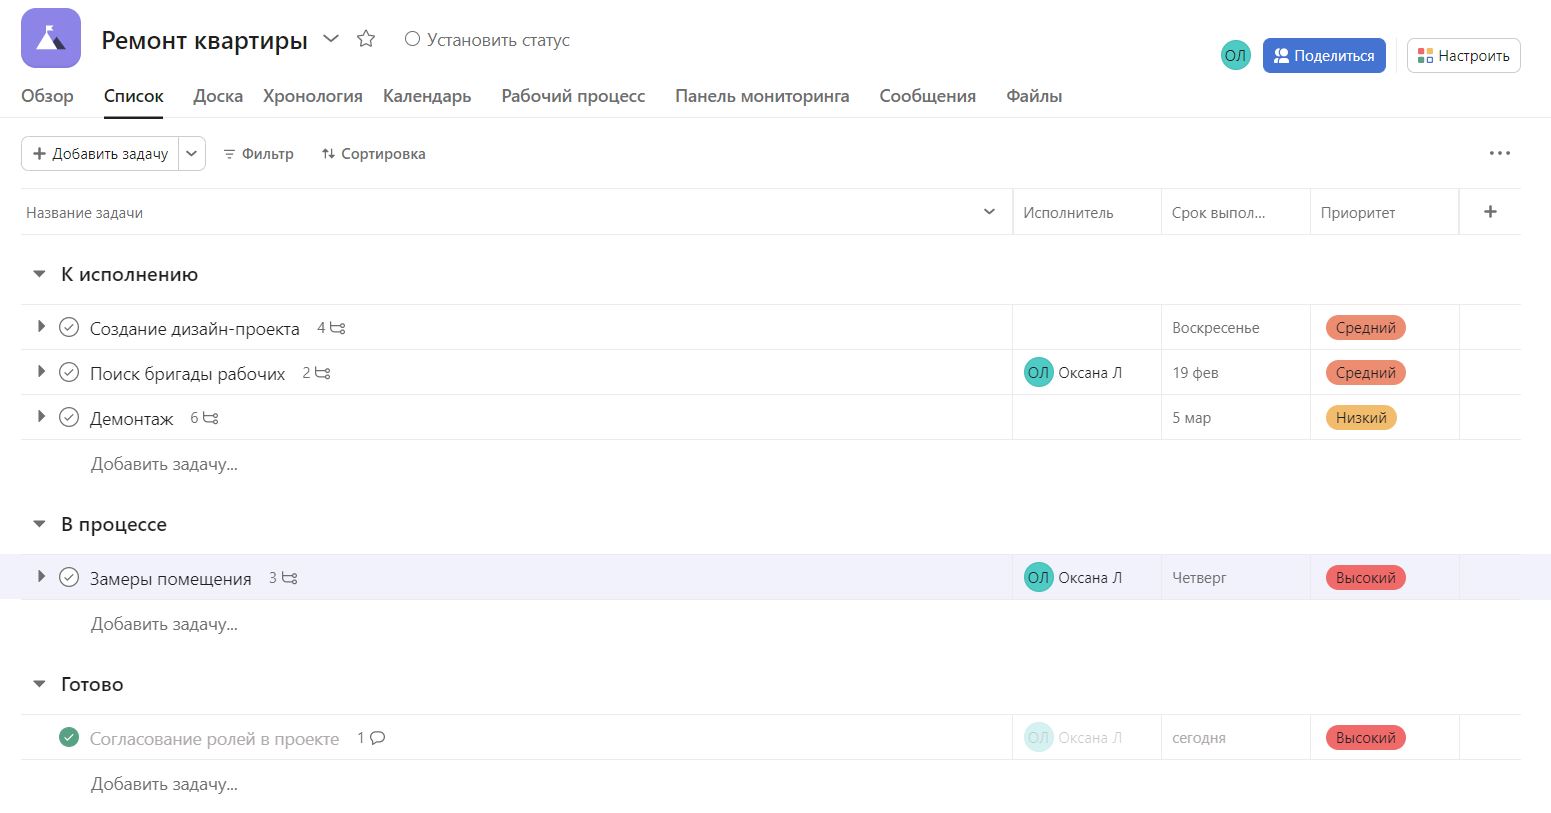 Ремонт квартиры Установить статус
ОЛ Поделиться Настроить
Обзор Список Доска Хронология Календарь Рабочий процесс Панель мониторинга Сообщения Файлы
+ Добавить задачу Фильтр Сортировка ...
Название задачи Исполнитель Срок выпол... Приоритет +
К исполнению
Создание дизайн-проекта 4 Воскресенье Средний
Поиск бригады рабочих 2 ОЛ Оксана Л 19 фев Средний
Демонтаж 6 5 мар Низкий
Добавить задачу...
В процессе
Замеры помещения 3 ОЛ Оксана Л Четверг Высокий
Добавить задачу...
Готово
Согласование ролей в проекте 1 ОЛ Оксана Л сегодня Высокий
Добавить задачу...